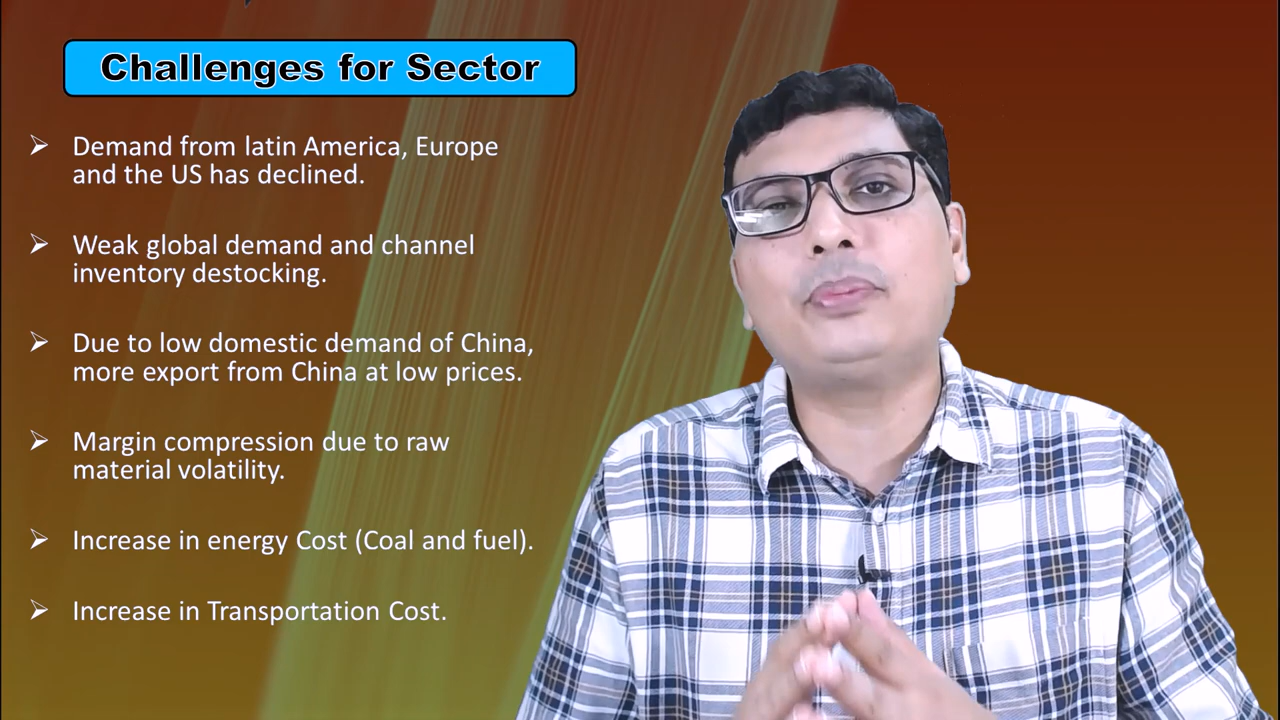 Challenges for Sector
Demand from latin America, Europe
and the US has declined.
Weak global demand and channel
inventory destocking.
Due to low domestic demand of China,
more export from China at low prices.
Margin compression due to raw
material volatility.
Increase in energy Cost (Coal and fuel).
Increase in Transportation Cost.